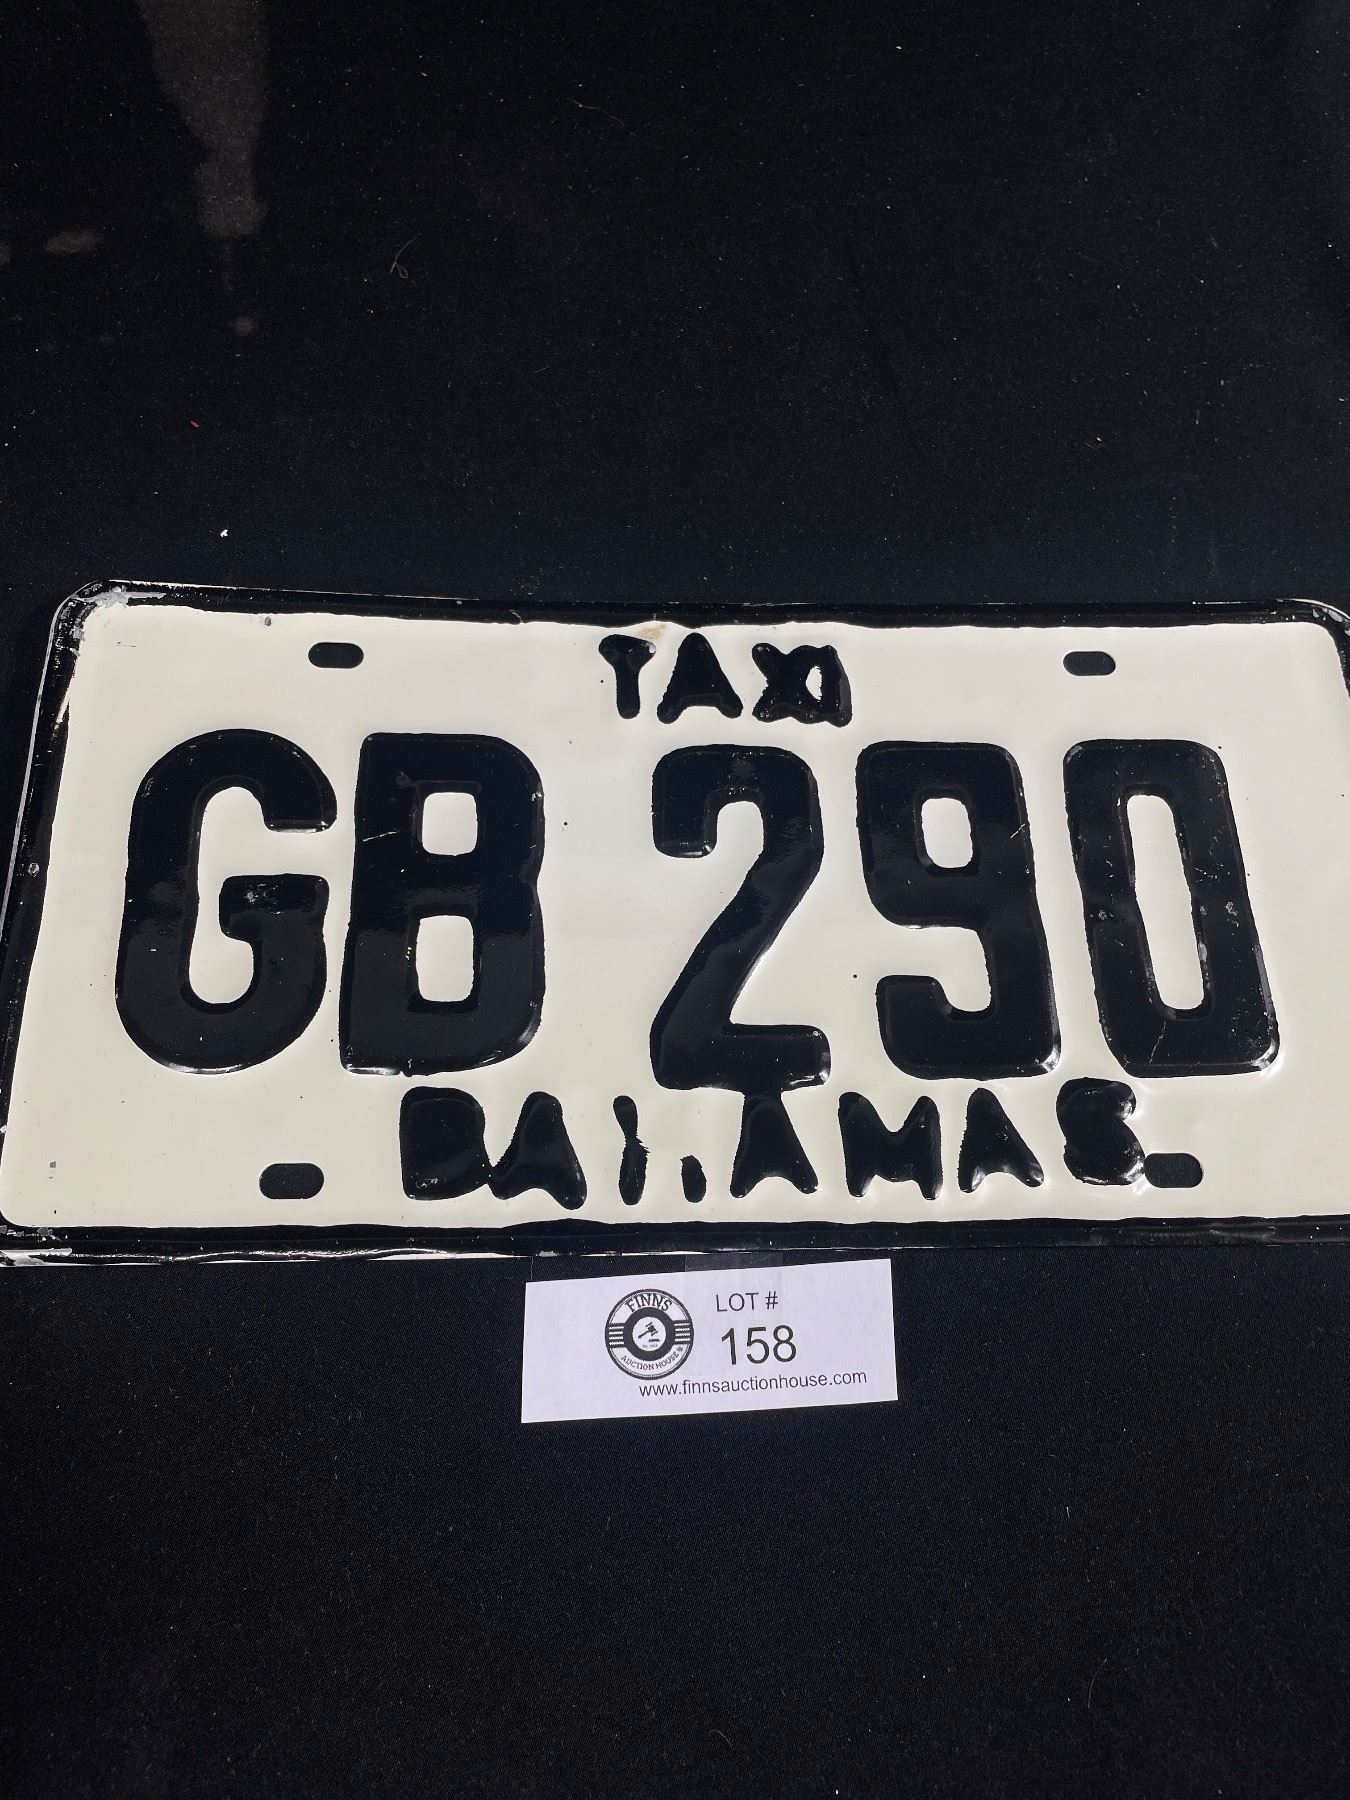 TAXI
GB 290
BAHAMAS
FINNS
AUCTION HOUSE
LOT #
158
www.finnsauctionhouse.com